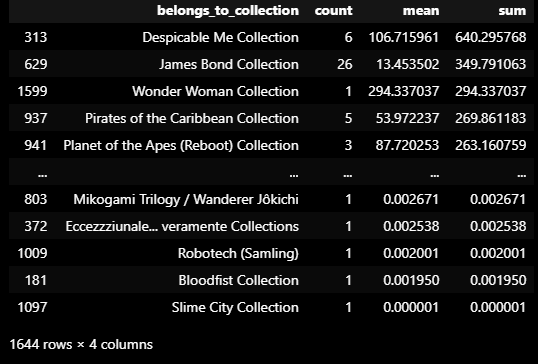 belongs_to_collection count mean sum
313 Despicable Me Collection 6 106.715961 640.295768
629 James Bond Collection 26 13.453502 349.791063
1599 Wonder Woman Collection 1 294.337037 294.337037
937 Pirates of the Caribbean Collection 5 53.972237 269.861183
941 Planet of the Apes (Reboot) Collection 3 87.720253 263.160759
... ... ... ... ...
803 Mikogami Trilogy / Wanderer Jôkichi 1 0.002671 0.002671
372 Eccezzziunale... veramente Collections 1 0.002538 0.002538
1009 Robotech (Samling) 1 0.002001 0.002001
181 Bloodfist Collection 1 0.001950 0.001950
1097 Slime City Collection 1 0.000001 0.000001
1644 rows × 4 columns